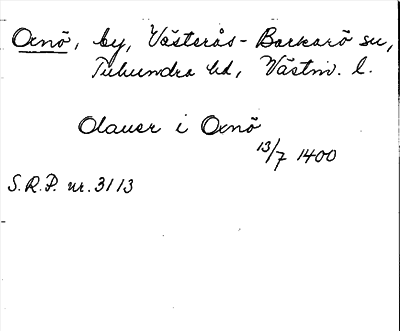 Oxnö, by, Västerås-Barkarö sn,
Tuhundra hd, Västm. l.
Olauer i Oxnö
13/7 1400
S.R.P. nr. 3113